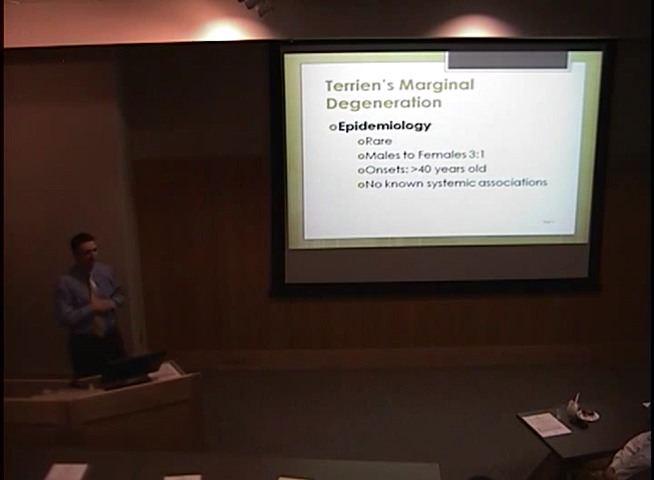 Terrien's Marginal
Degeneration
Epidemiology
Rare
Males to Females 3:1
Onsets: >40 years old
No known systemic associations